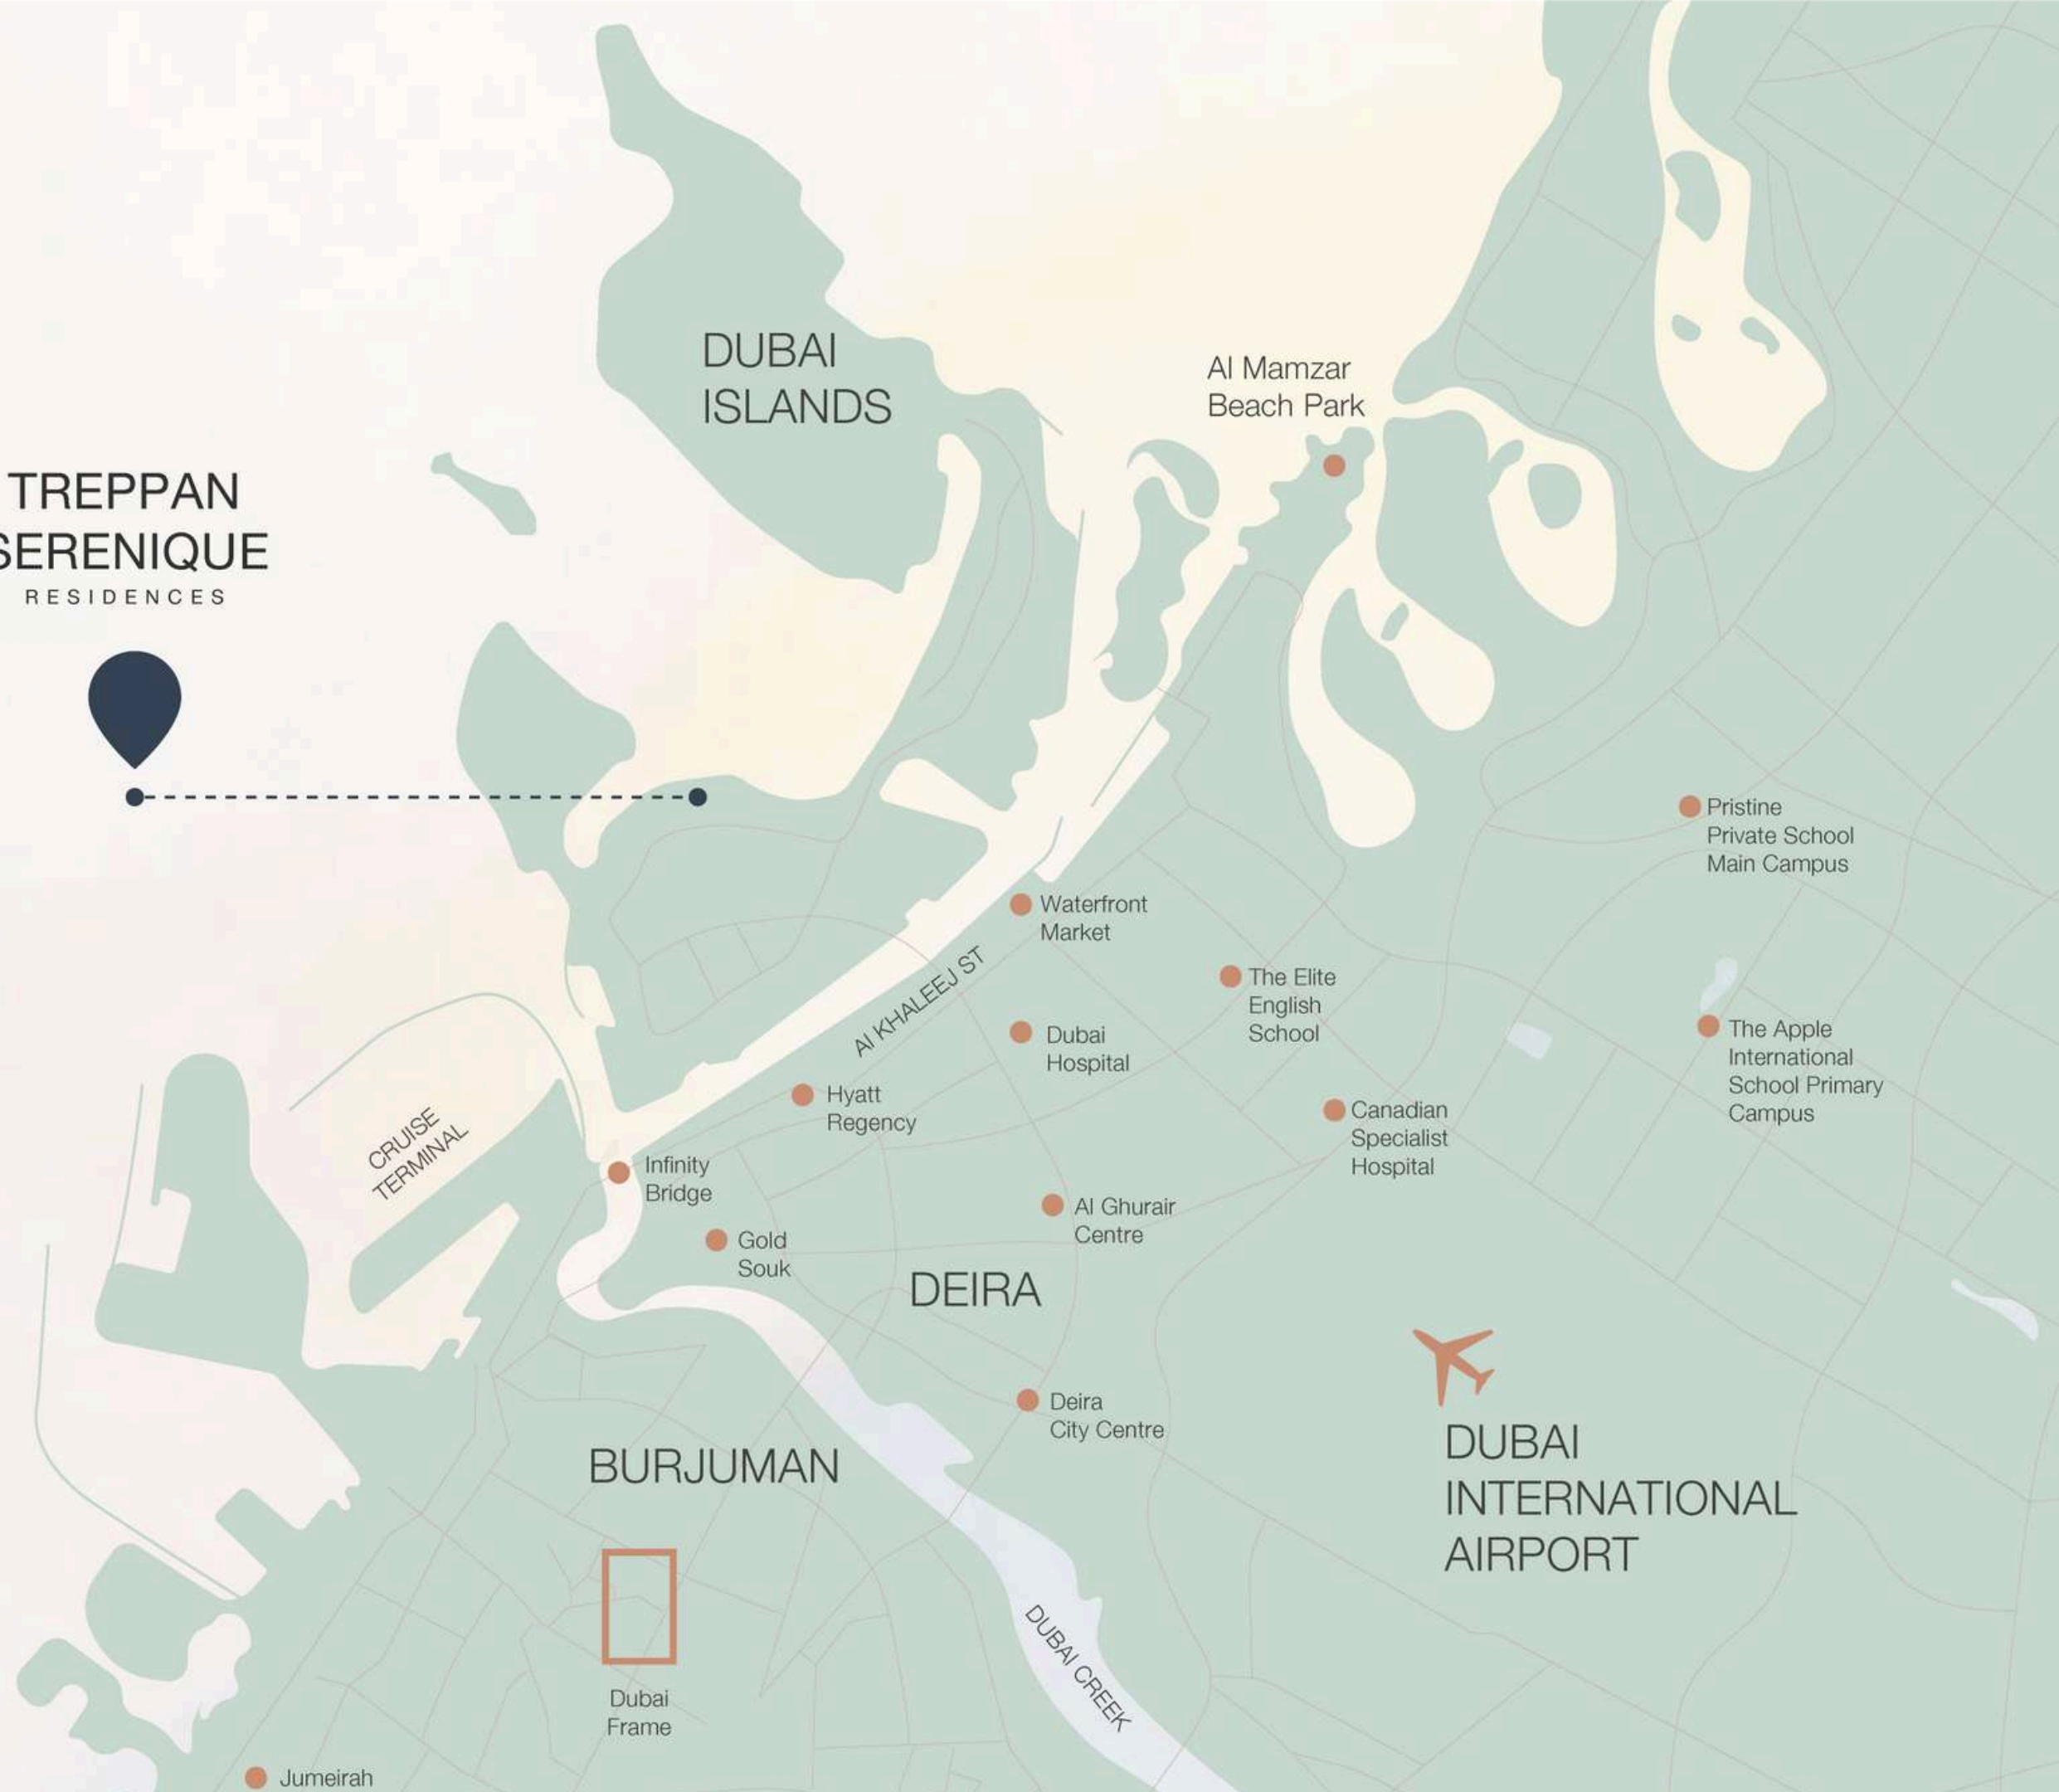 DUBAI
ISLANDS
Al Mamzar
Beach Park
TREPPAN
SERENIQUE
RESIDENCES
Pristine
Private School
Main Campus
Waterfront
Market
Al KHALEEJ ST
The Elite
English
School
Dubai
Hospital
The Apple
International
School Primary
Campus
Hyatt
Regency
Canadian
Specialist
Hospital
CRUISE
TERMINAL
Infinity
Bridge
Al Ghurair
Centre
Gold
Souk
DEIRA
Deira
City Centre
DUBAI
INTERNATIONAL
AIRPORT
BURJUMAN
DUBAI CREEK
Dubai
Frame
Jumeirah